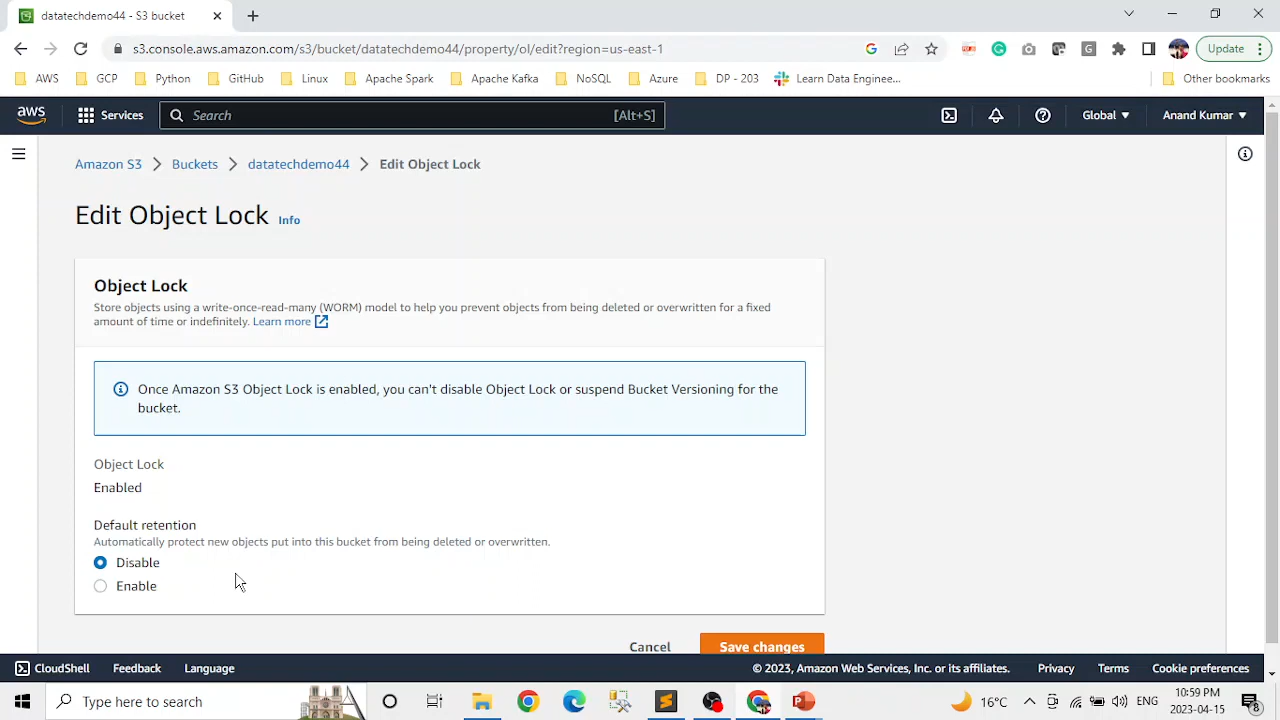 datatechdemo44 - S3 bucket
s3.console.aws.amazon.com/s3/bucket/datatechdemo44/property/ol/edit?region=us-east-1
Update
AWS GCP Python GitHub Linux Apache Spark Apache Kafka NoSQL Azure DP - 203 Learn Data Enginee... Other bookmarks
aws Services Search [Alt+S] Global Anand Kumar
Amazon S3 Buckets datatechdemo44 Edit Object Lock
Edit Object Lock Info
Object Lock
Store objects using a write-once-read-many (WORM) model to help you prevent objects from being deleted or overwritten for a fixed
amount of time or indefinitely. Learn more
Once Amazon S3 Object Lock is enabled, you can't disable Object Lock or suspend Bucket Versioning for the
bucket.
Object Lock
Enabled
Default retention
Automatically protect new objects put into this bucket from being deleted or overwritten.
Disable
Enable
Cancel Save changes
CloudShell Feedback Language © 2023, Amazon Web Services, Inc. or its affiliates. Privacy Terms Cookie preferences
Type here to search 16°C ENG 10:59 PM
2023-04-15 8